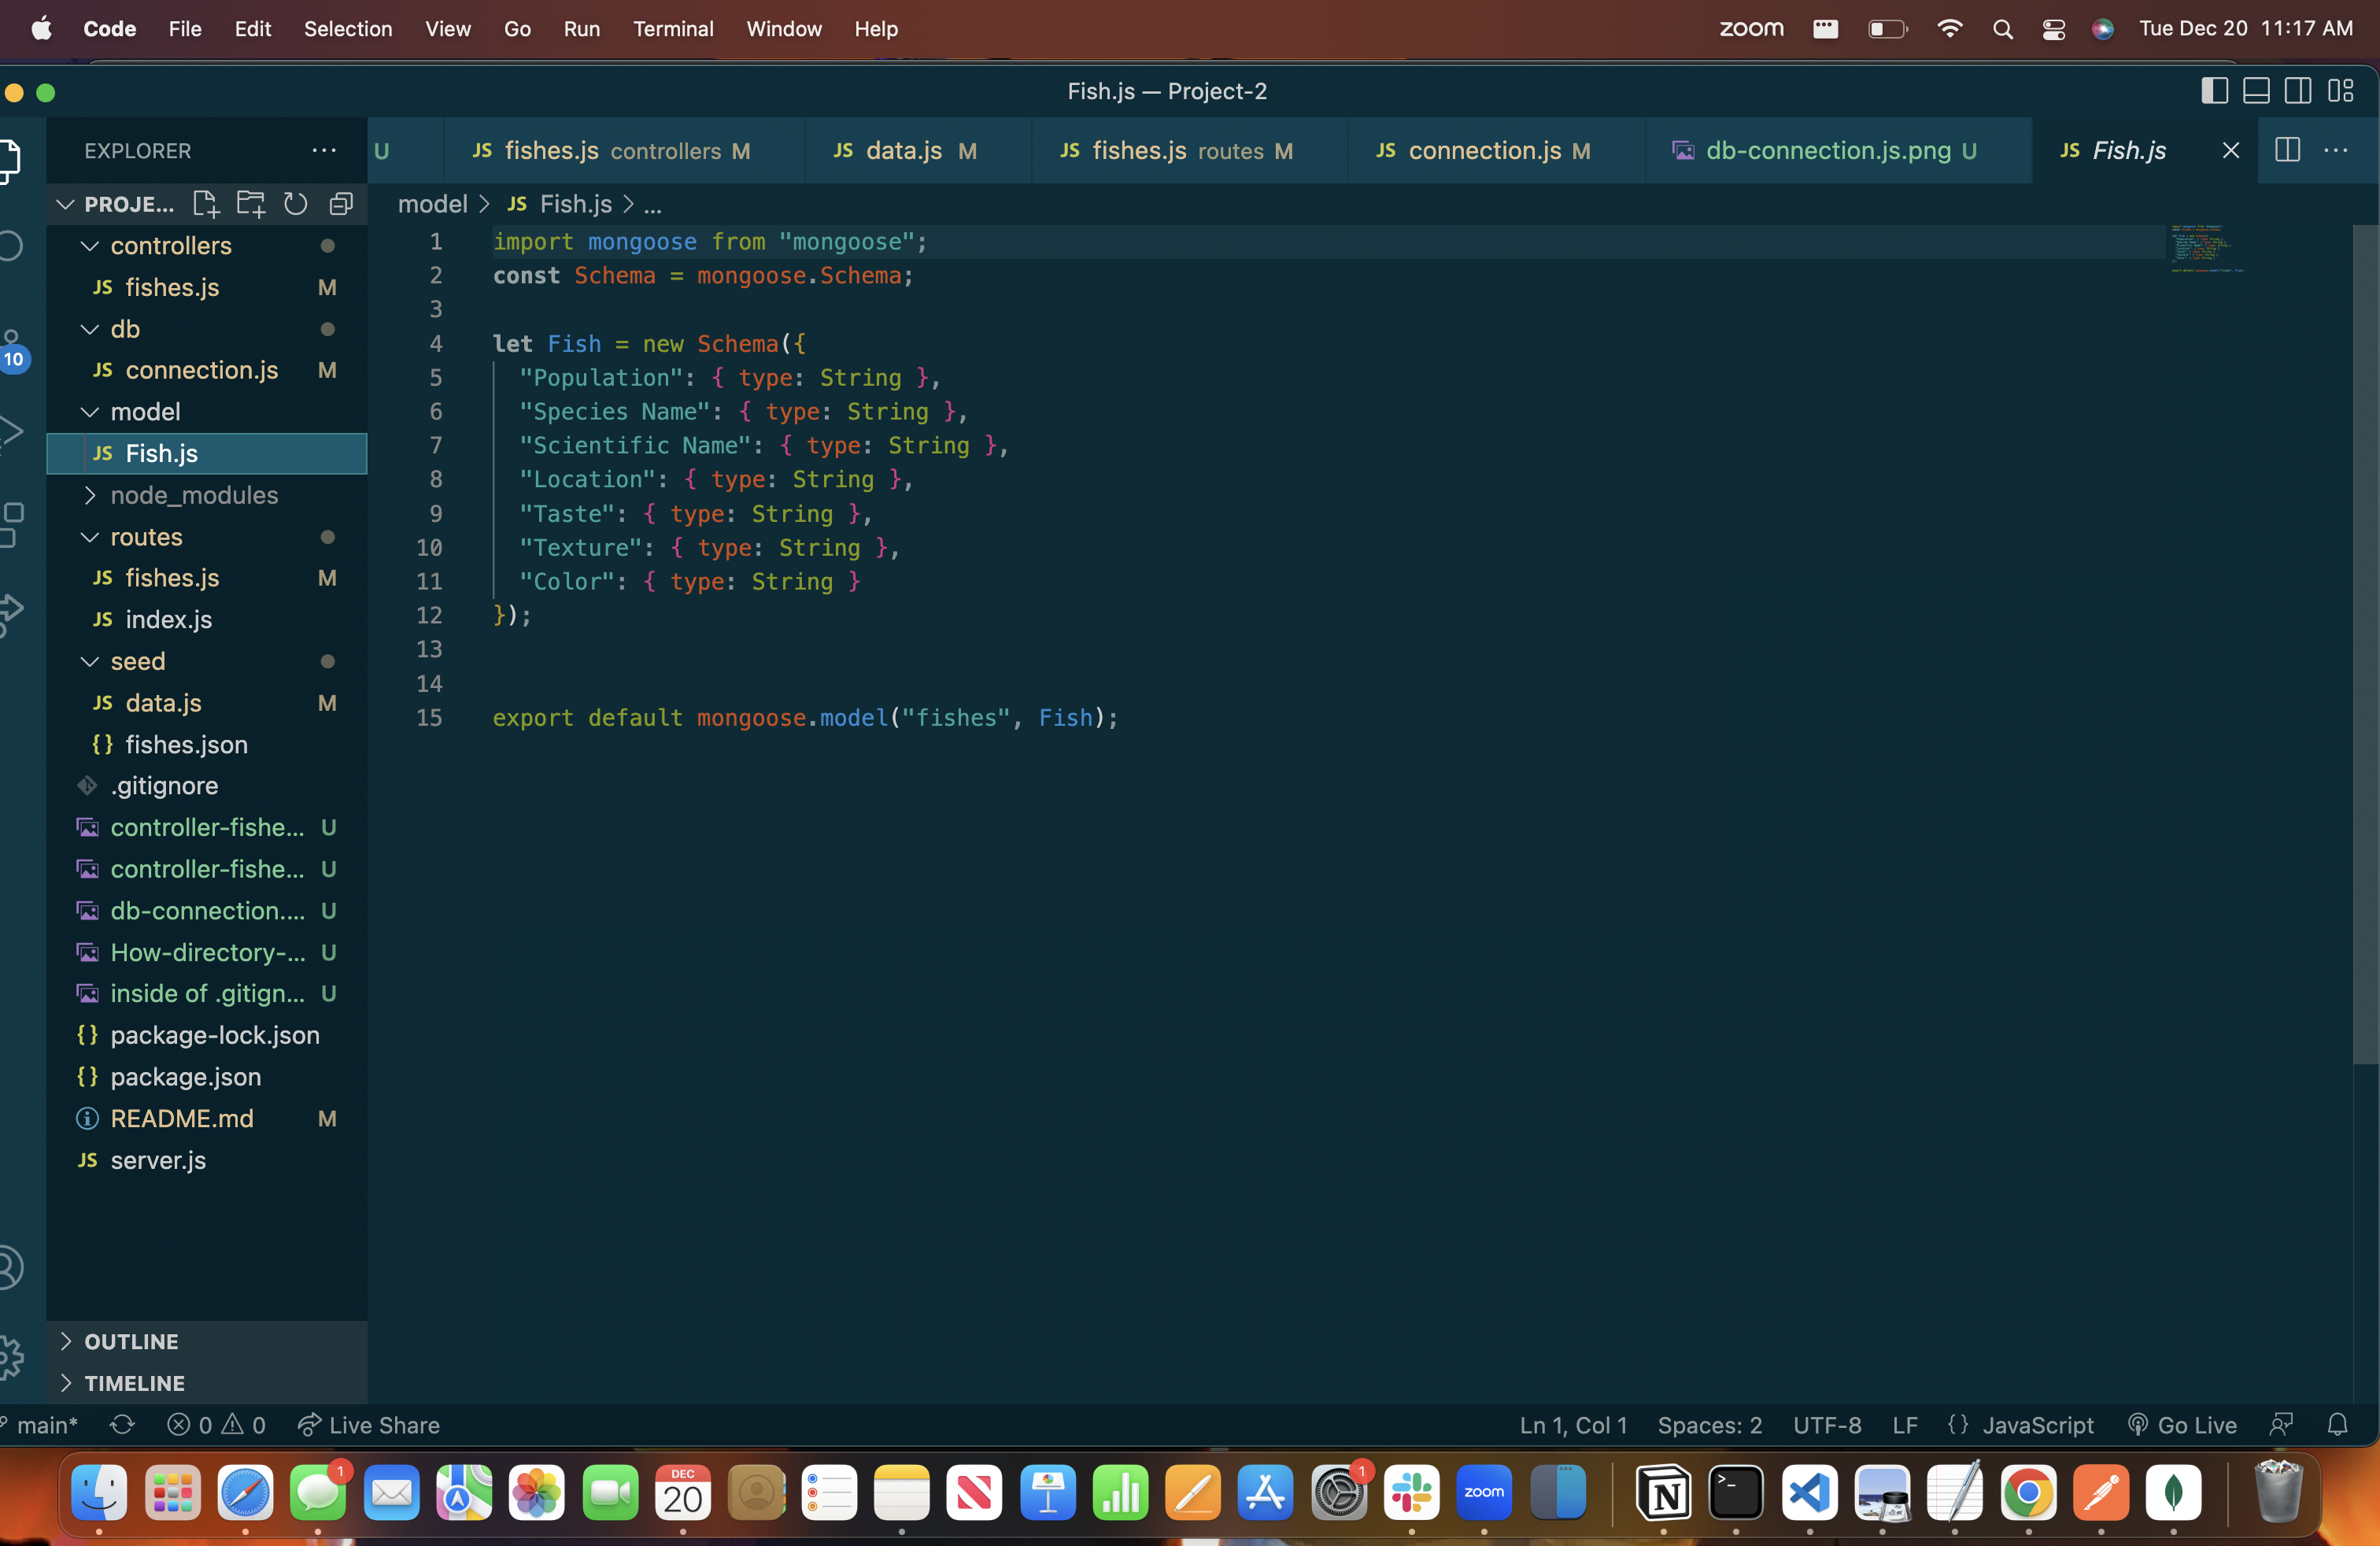 Code File Edit Selection View Go Run Terminal Window Help zoom Tue Dec 20 11:17 AM
Fish.js — Project-2
EXPLORER ... U JS fishes.js controllers M JS data.js M JS fishes.js routes M JS connection.js M db-connection.js.png U JS Fish.js ...
PROJE...
model > JS Fish.js > ...
controllers
JS fishes.js M
db
JS connection.js M
model
JS Fish.js
node_modules
routes
JS fishes.js M
JS index.js
seed
JS data.js M
{} fishes.json
.gitignore
controller-fishe... U
controller-fishe... U
db-connection.... U
How-directory-... U
inside of .gitign... U
{} package-lock.json
{} package.json
README.md M
JS server.js
OUTLINE
TIMELINE
10
1 import mongoose from "mongoose";
2 const Schema = mongoose.Schema;
3
4 let Fish = new Schema({
5 "Population": { type: String },
6 "Species Name": { type: String },
7 "Scientific Name": { type: String },
8 "Location": { type: String },
9 "Taste": { type: String },
10 "Texture": { type: String },
11 "Color": { type: String }
12 });
13
14
15 export default mongoose.model("fishes", Fish);
main* 0 0 Live Share Ln 1, Col 1 Spaces: 2 UTF-8 LF {} JavaScript Go Live
1 DEC 20 1 zoom N >_